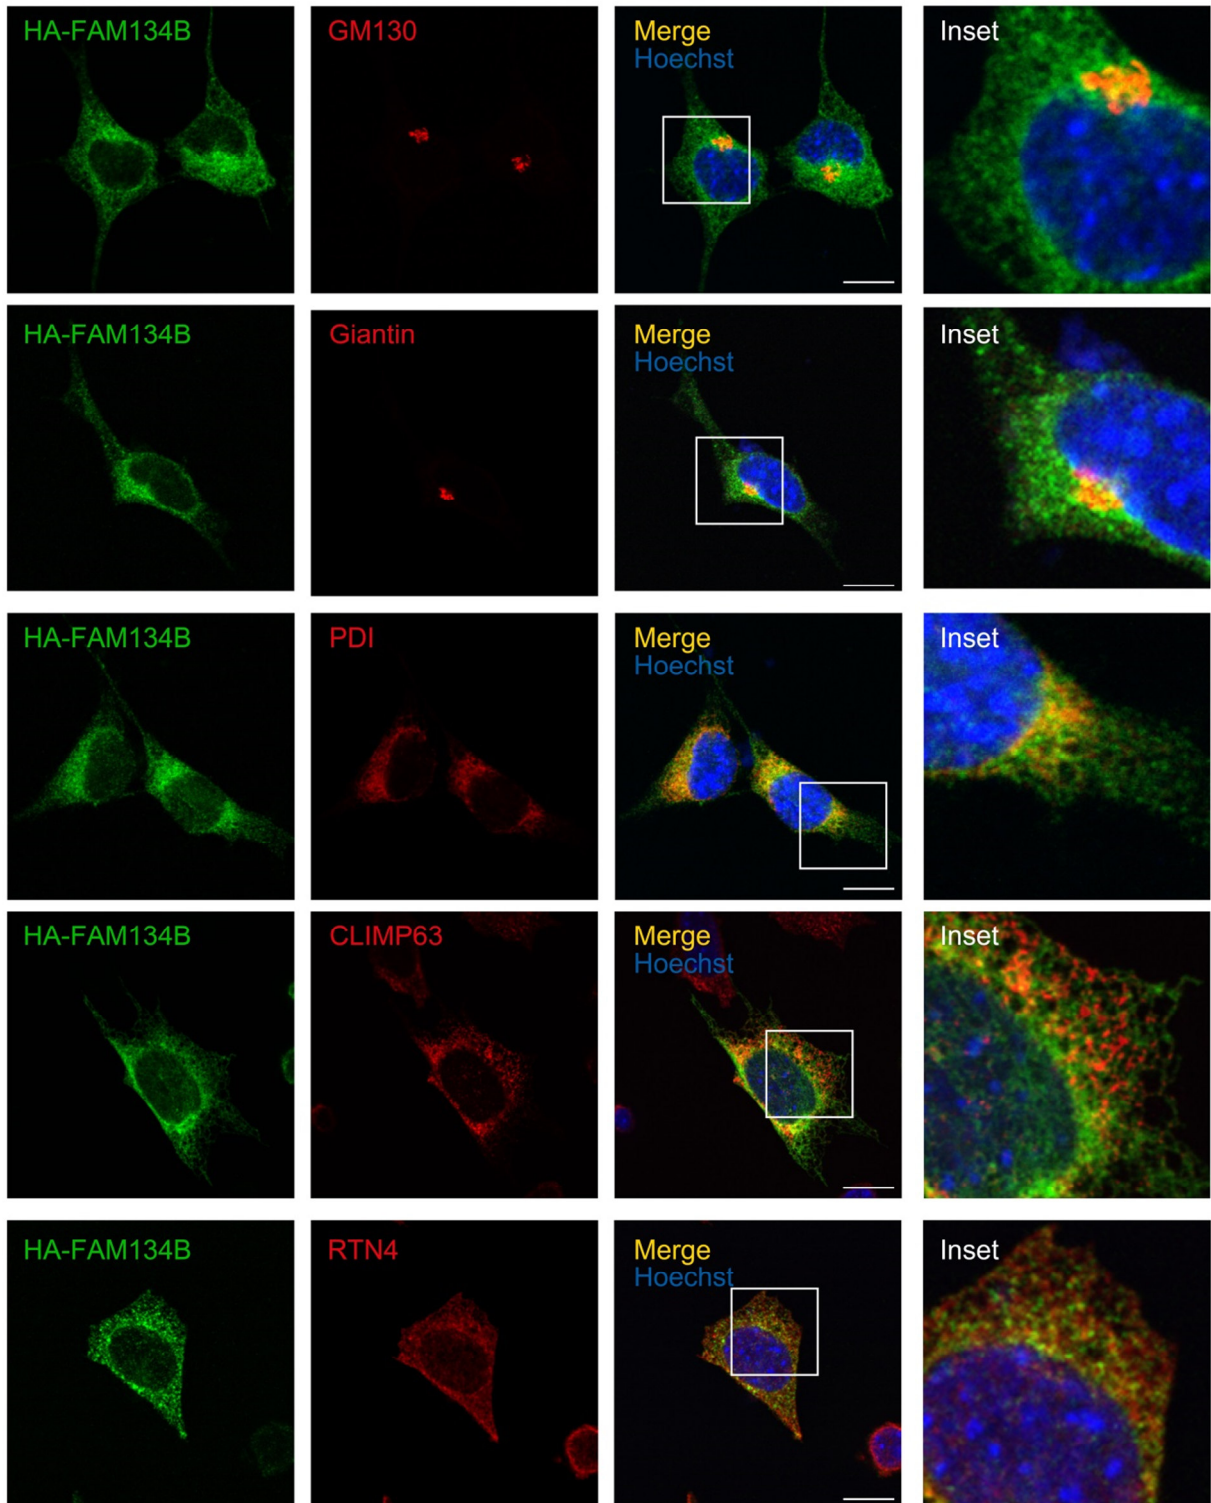 HA-FAM134B
GM130
Merge
Hoechst
Inset
HA-FAM134B
Giantin
Merge
Hoechst
Inset
HA-FAM134B
PDI
Merge
Hoechst
Inset
HA-FAM134B
CLIMP63
Merge
Hoechst
Inset
HA-FAM134B
RTN4
Merge
Hoechst
Inset